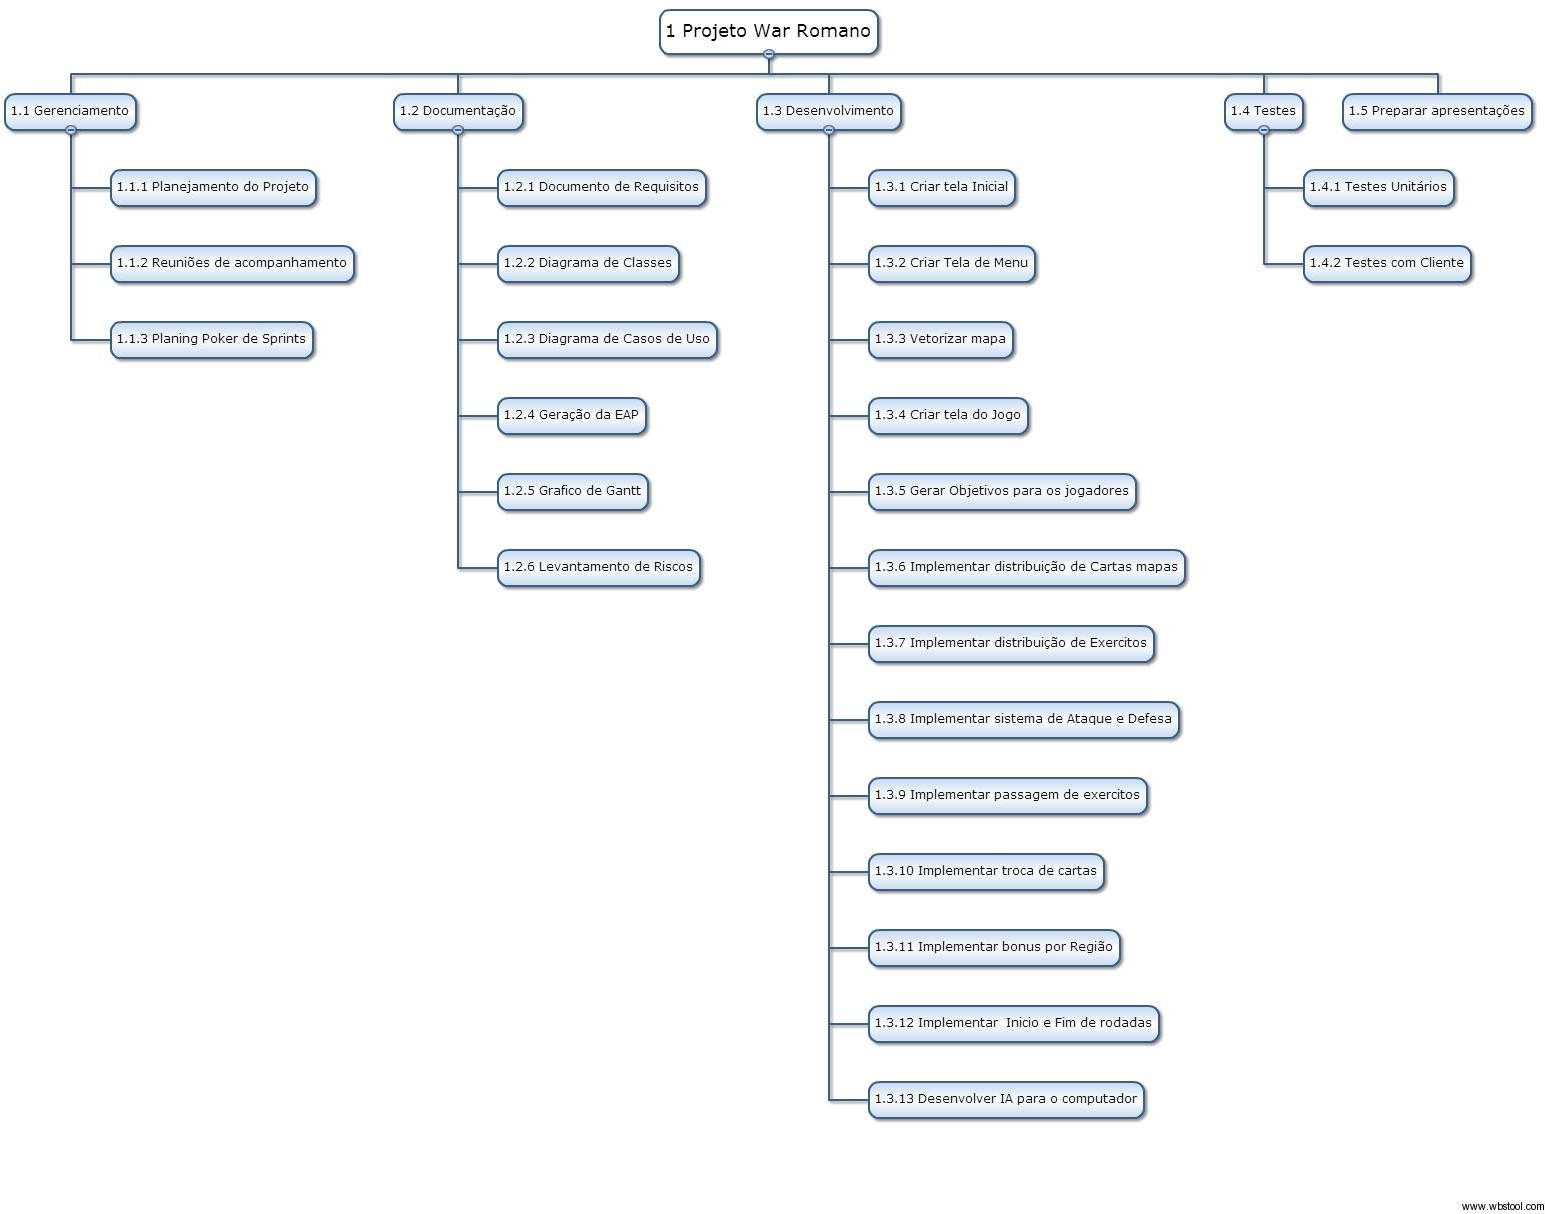 1 Projeto War Romano
1.1 Gerenciamento
1.2 Documentação
1.3 Desenvolvimento
1.4 Testes
1.5 Preparar apresentações
1.1.1 Planejamento do Projeto
1.1.2 Reuniões de acompanhamento
1.1.3 Planing Poker de Sprints
1.2.1 Documento de Requisitos
1.2.2 Diagrama de Classes
1.2.3 Diagrama de Casos de Uso
1.2.4 Geração da EAP
1.2.5 Grafico de Gantt
1.2.6 Levantamento de Riscos
1.3.1 Criar tela Inicial
1.3.2 Criar Tela de Menu
1.3.3 Vetorizar mapa
1.3.4 Criar tela do Jogo
1.3.5 Gerar Objetivos para os jogadores
1.3.6 Implementar distribuição de Cartas mapas
1.3.7 Implementar distribuição de Exercitos
1.3.8 Implementar sistema de Ataque e Defesa
1.3.9 Implementar passagem de exercitos
1.3.10 Implementar troca de cartas
1.3.11 Implementar bonus por Região
1.3.12 Implementar  Inicio e Fim de rodadas
1.3.13 Desenvolver IA para o computador
1.4.1 Testes Unitários
1.4.2 Testes com Cliente
www.wbstool.com